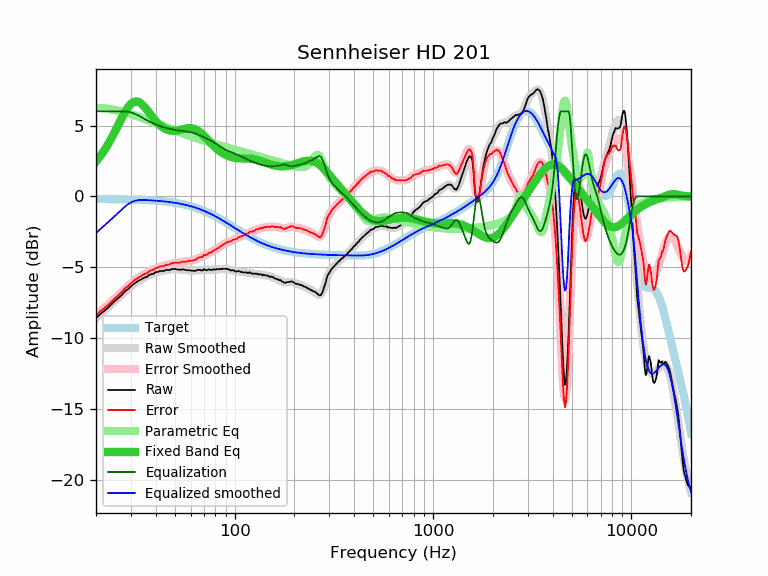 Sennheiser HD 201
Amplitude (dBr)
5
0
−5
−10
−15
−20
Target
Raw Smoothed
Error Smoothed
Raw
Error
Parametric Eq
Fixed Band Eq
Equalization
Equalized smoothed
100
1000
10000
Frequency (Hz)